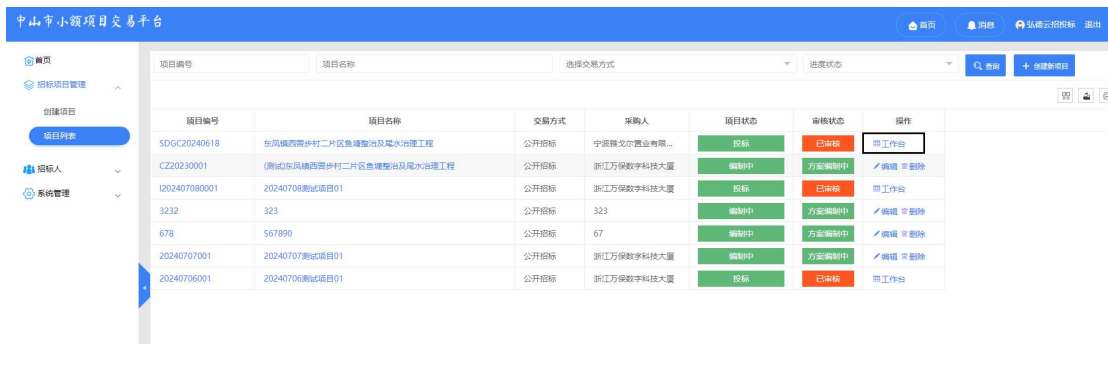 中山市小额项目交易平台
首页 消息 弘德云招投标 退出
首页
招标项目管理
创建项目
项目列表
招标人
系统管理
项目编号 项目名称 选择交易方式 进度状态 查询 + 创建新项目
项目编号 项目名称 交易方式 采购人 项目状态 审核状态 操作
SDGC20240618 东凤镇西罟步村二片区鱼塘整治及尾水治理工程 公开招标 宁波雅戈尔置业有限... 投标 已审核 工作台
CZ20230001 (测试)东凤镇西罟步村二片区鱼塘整治及尾水治理工程 公开招标 浙江万保数字科技大厦 编制中 方案编制中 编辑 删除
I202407080001 20240708测试项目01 公开招标 浙江万保数字科技大厦 投标 已审核 工作台
3232 323 公开招标 323 编制中 方案编制中 编辑 删除
678 567890 公开招标 67 编制中 方案编制中 编辑 删除
20240707001 20240707测试项目01 公开招标 浙江万保数字科技大厦 编制中 方案编制中 编辑 删除
20240706001 20240706测试项目01 公开招标 浙江万保数字科技大厦 投标 已审核 工作台